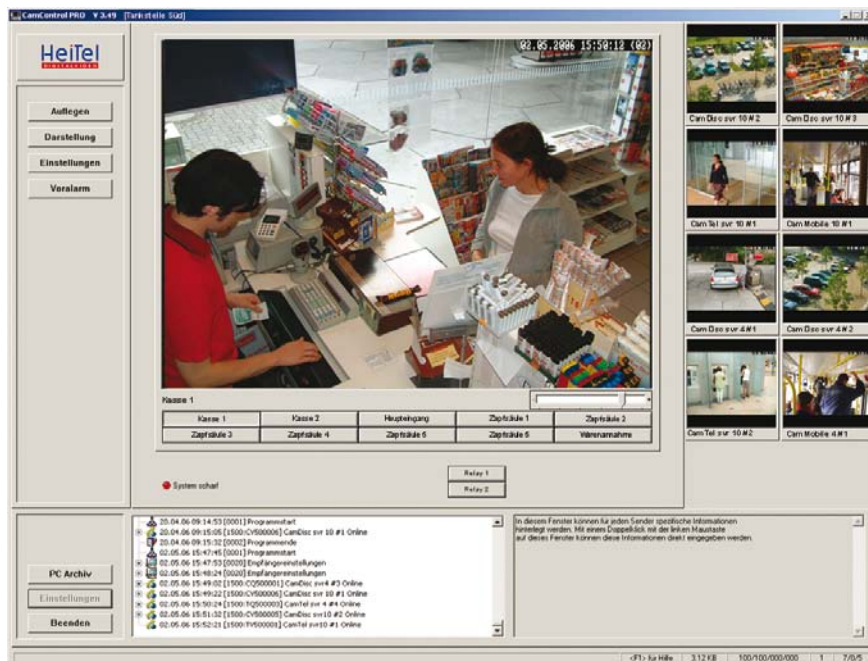 CamControl PRO V 3.49 [Tankstelle Süd]
HeiTel
DIGITAL VIDEO
Auflegen
Darstellung
Einstellungen
Voralarm
02.05.2006 15:50:12 (02)
Kasse 1
Kasse 1
Kasse 2
Haupteingang
Zapfsäule 1
Zapfsäule 2
Zapfsäule 3
Zapfsäule 4
Zapfsäule 5
Zapfsäule 6
Warenannahme
System scharf
Relay 1
Relay 2
CamDisc svr 10 #2
CamDisc svr 10 #3
CamTel svr 10 #1
CamMobile 10 #1
CamDisc svr 4 #1
CamDisc svr 4 #2
CamTel svr 10 #2
CamMobile 4 #1
PC Archiv
Einstellungen
Beenden
20.04.06 09:14:53 [0001] Programmstart
20.04.06 09:15:05 [1500:CV500006] CamDisc svr 10 #1 Online
20.04.06 09:15:32 [0002] Programmende
02.05.06 15:47:45 [0001] Programmstart
02.05.06 15:47:53 [0020] Empfängereinstellungen
02.05.06 15:48:24 [0020] Empfängereinstellungen
02.05.06 15:49:02 [1500:CQ500001] CamDisc svr4 #3 Online
02.05.06 15:49:22 [1500:CV500006] CamDisc svr 10 #1 Online
02.05.06 15:50:24 [1500:TQ500003] CamTel svr 4 #4 Online
02.05.06 15:51:32 [1500:CV500005] CamDisc svr10 #2 Online
02.05.06 15:52:21 [1500:TV500001] CamTel svr10 #1 Online
In diesem Fenster können für jeden Sender spezifische Informationen
hinterlegt werden. Mit einem Doppelklick mit der linken Maustaste
auf dieses Fenster können diese Informationen direkt eingegeben werden.
<F1> für Hilfe
3.12 KB
100/100/000/000
1
7/0/5